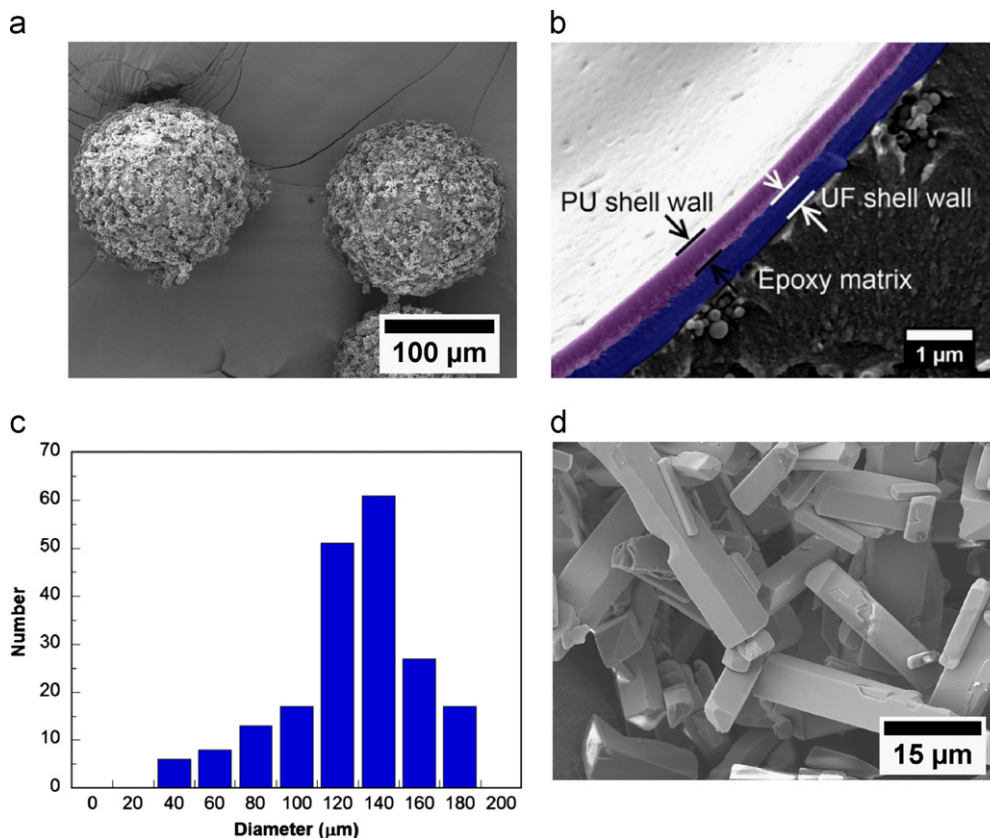 a
b
PU shell wall
UF shell wall
Epoxy matrix
100 µm
1 µm
c
d
70
60
50
40
30
20
10
0
Number
0 20 40 60 80 100 120 140 160 180 200
Diameter (µm)
15 µm